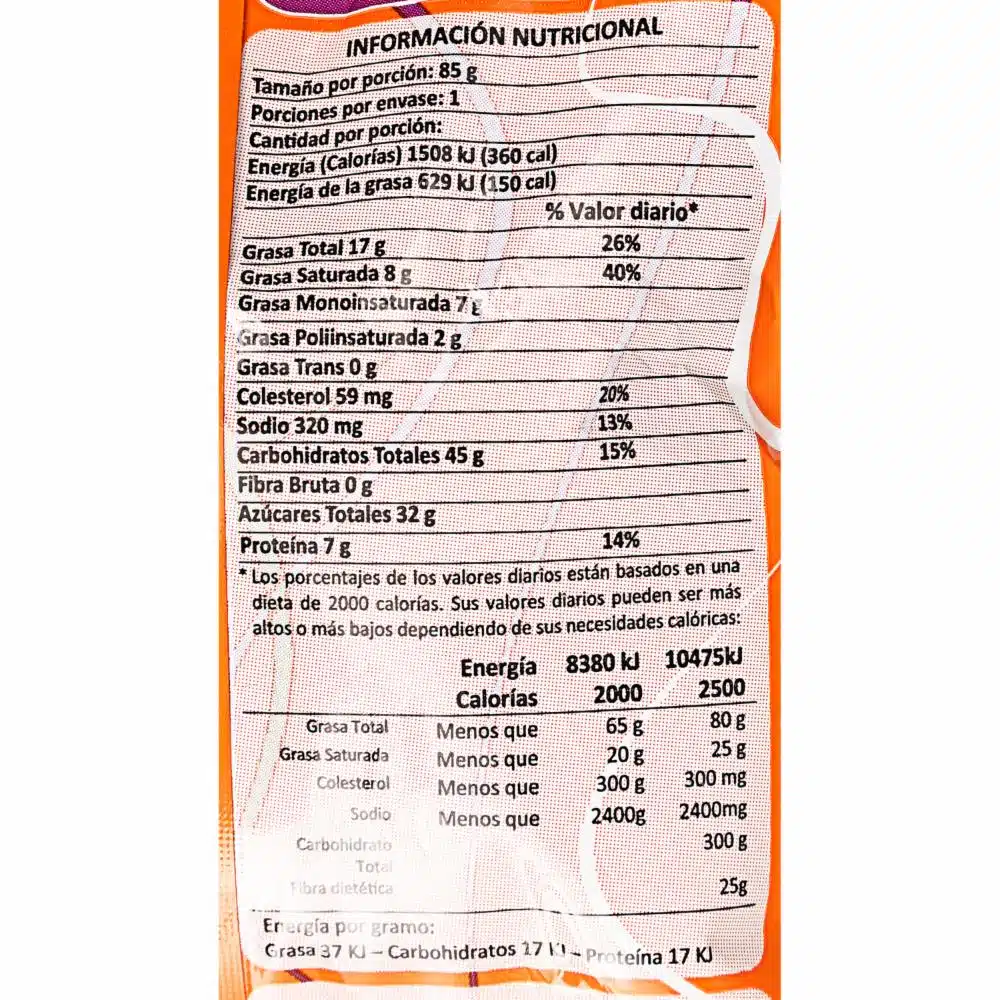 INFORMACIÓN NUTRICIONAL
Tamaño por porción: 85 g
Porciones por envase: 1
Cantidad por porción:
Energía (Calorías) 1508 kJ (360 cal)
Energía de la grasa 629 kJ (150 cal)
% Valor diario*
Grasa Total 17 g 26%
Grasa Saturada 8 g 40%
Grasa Monoinsaturada 7 g
Grasa Poliinsaturada 2 g
Grasa Trans 0 g
Colesterol 59 mg 20%
Sodio 320 mg 13%
Carbohidratos Totales 45 g 15%
Fibra Bruta 0 g
Azúcares Totales 32 g
Proteína 7 g 14%
* Los porcentajes de los valores diarios están basados en una
dieta de 2000 calorías. Sus valores diarios pueden ser más
altos o más bajos dependiendo de sus necesidades calóricas:
Energía 8380 kJ 10475kJ
Calorías 2000 2500
Grasa Total Menos que 65 g 80 g
Grasa Saturada Menos que 20 g 25 g
Colesterol Menos que 300 g 300 mg
Sodio Menos que 2400g 2400mg
Carbohidrato 300 g
Total
Fibra dietética 25g
Energía por gramo:
Grasa 37 KJ – Carbohidratos 17 KJ – Proteína 17 KJ